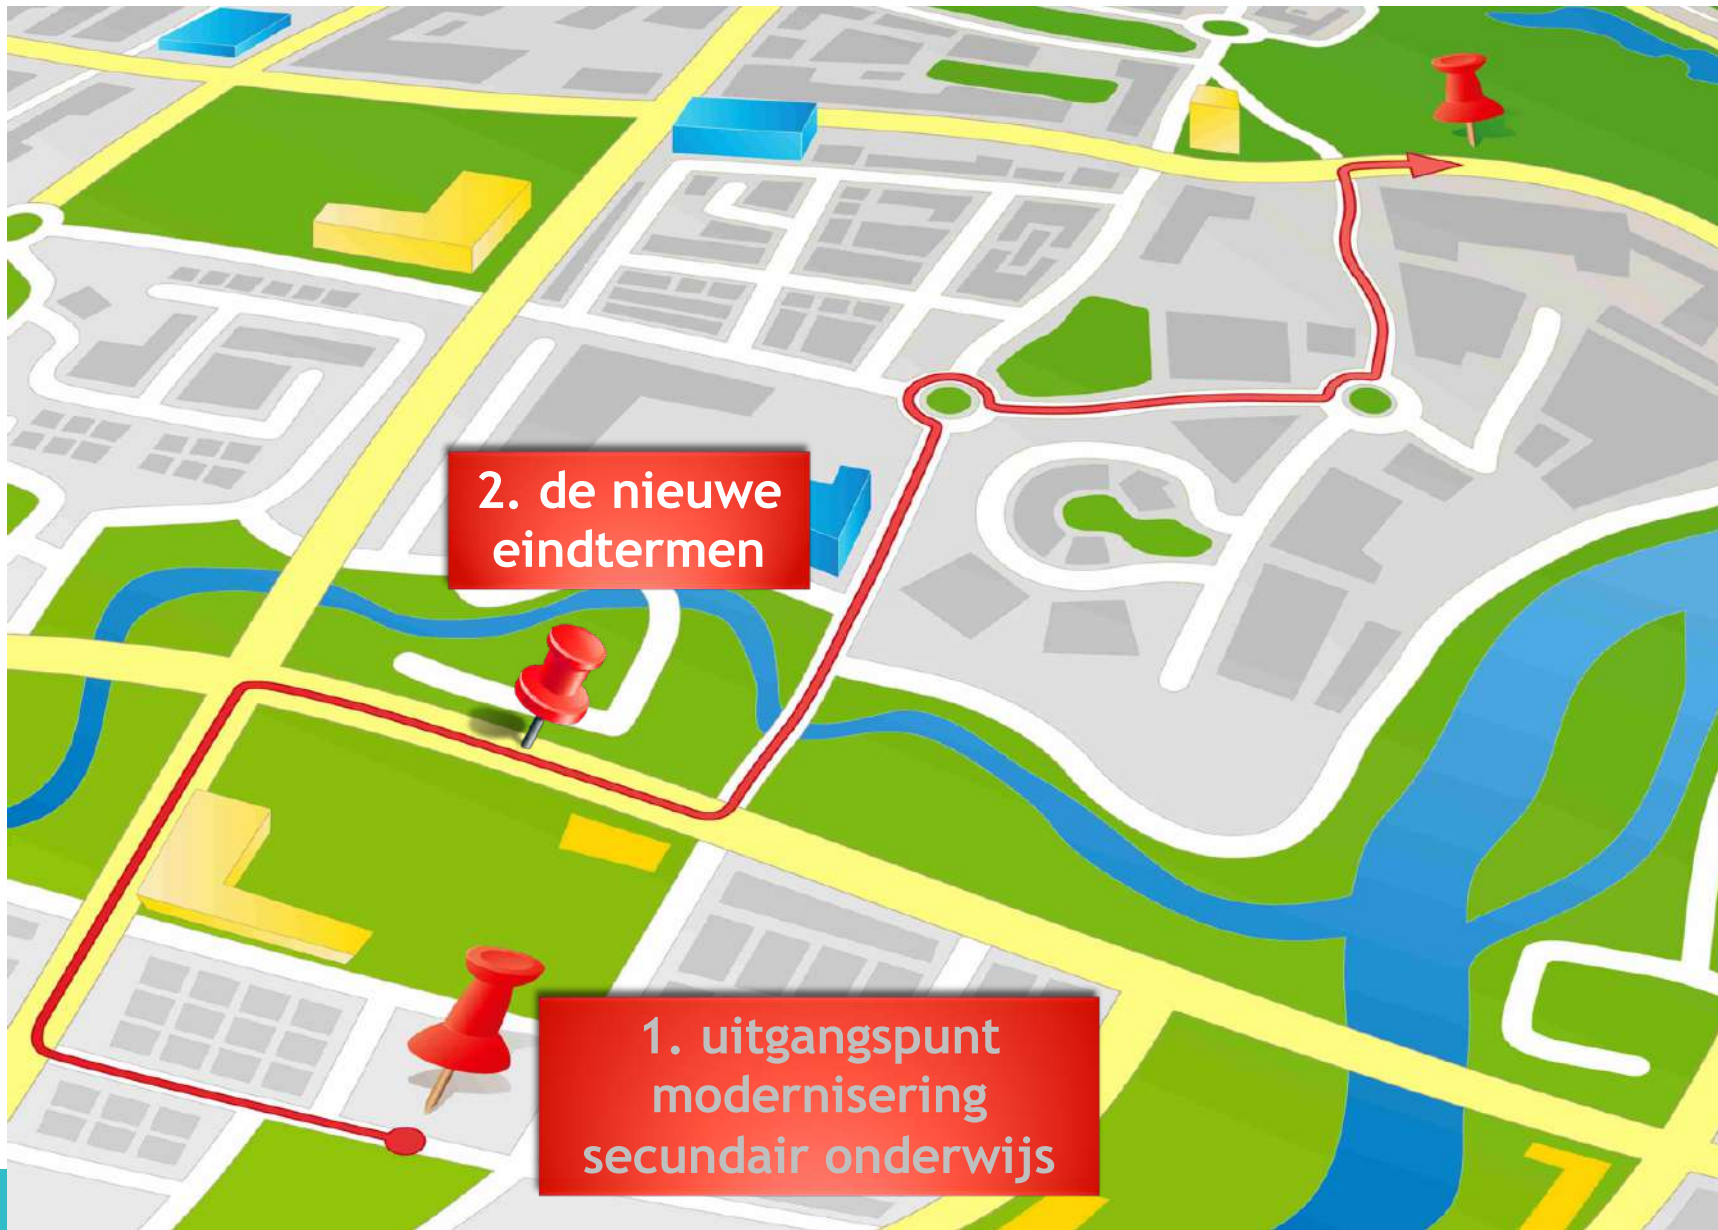 2. de nieuwe
eindtermen
1. uitgangspunt
modernisering
secundair onderwijs